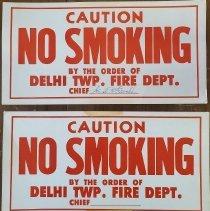 CAUTION
NO SMOKING
BY THE ORDER OF
DELHI TWP. FIRE DEPT.
CHIEF
CAUTION
NO SMOKING
BY THE ORDER OF
DELHI TWP. FIRE DEPT.
CHIEF